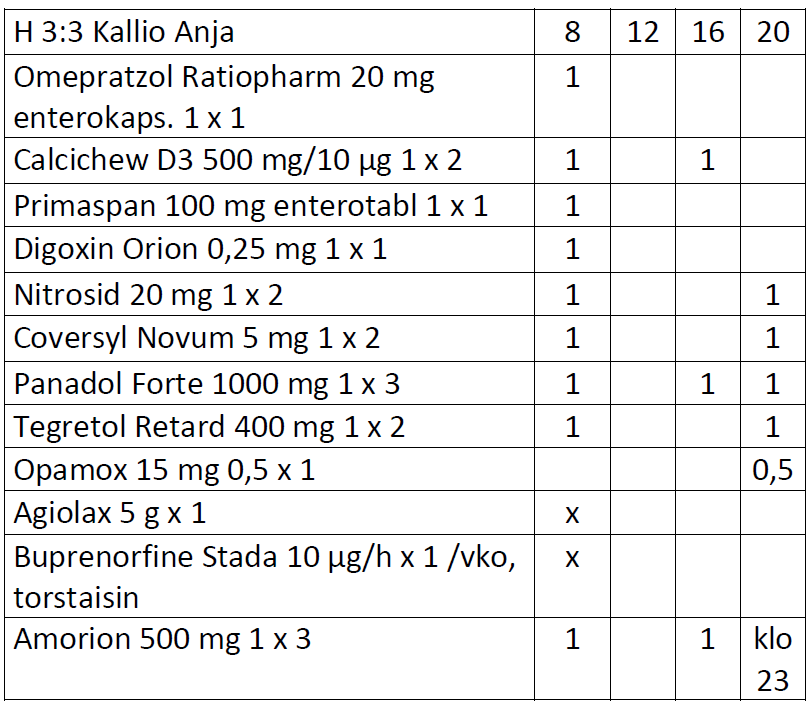 H 3:3 Kallio Anja 8 12 16 20
Omepratzol Ratiopharm 20 mg 1
enterokaps. 1 x 1
Calcichew D3 500 mg/10 µg 1 x 2 1 1
Primaspan 100 mg enterotabl 1 x 1 1
Digoxin Orion 0,25 mg 1 x 1 1
Nitrosid 20 mg 1 x 2 1 1
Coversyl Novum 5 mg 1 x 2 1 1
Panadol Forte 1000 mg 1 x 3 1 1 1
Tegretol Retard 400 mg 1 x 2 1 1
Opamox 15 mg 0,5 x 1 0,5
Agiolax 5 g x 1 x
Buprenorfine Stada 10 µg/h x 1 /vko, x
torstaisin
Amorion 500 mg 1 x 3 1 1 klo
23